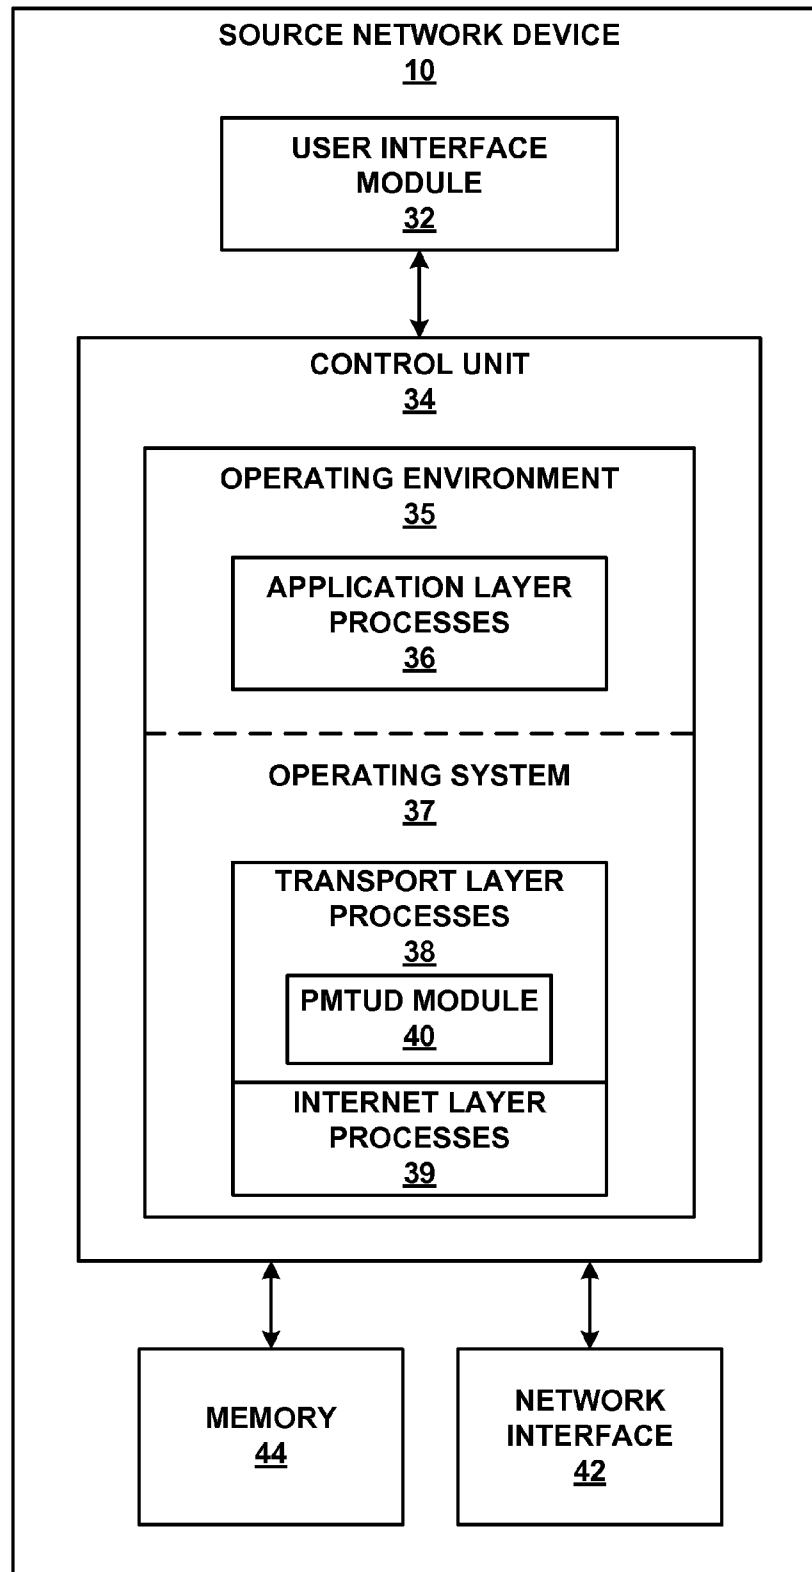 SOURCE NETWORK DEVICE
10
USER INTERFACE
MODULE
32
CONTROL UNIT
34
OPERATING ENVIRONMENT
35
APPLICATION LAYER
PROCESSES
36
OPERATING SYSTEM
37
TRANSPORT LAYER
PROCESSES
38
PMTUD MODULE
40
INTERNET LAYER
PROCESSES
39
MEMORY
44
NETWORK
INTERFACE
42